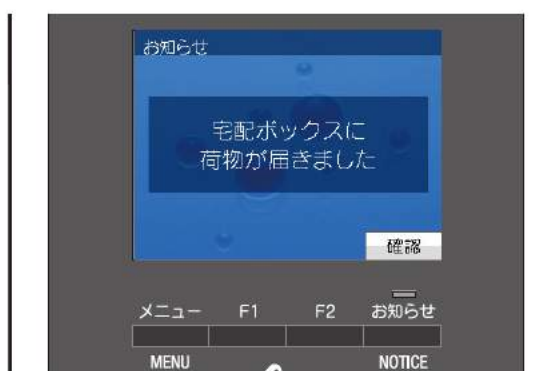 お知らせ
宅配ボックスに
荷物が届きました
確認
メニュー F1 F2 お知らせ
MENU NOTICE